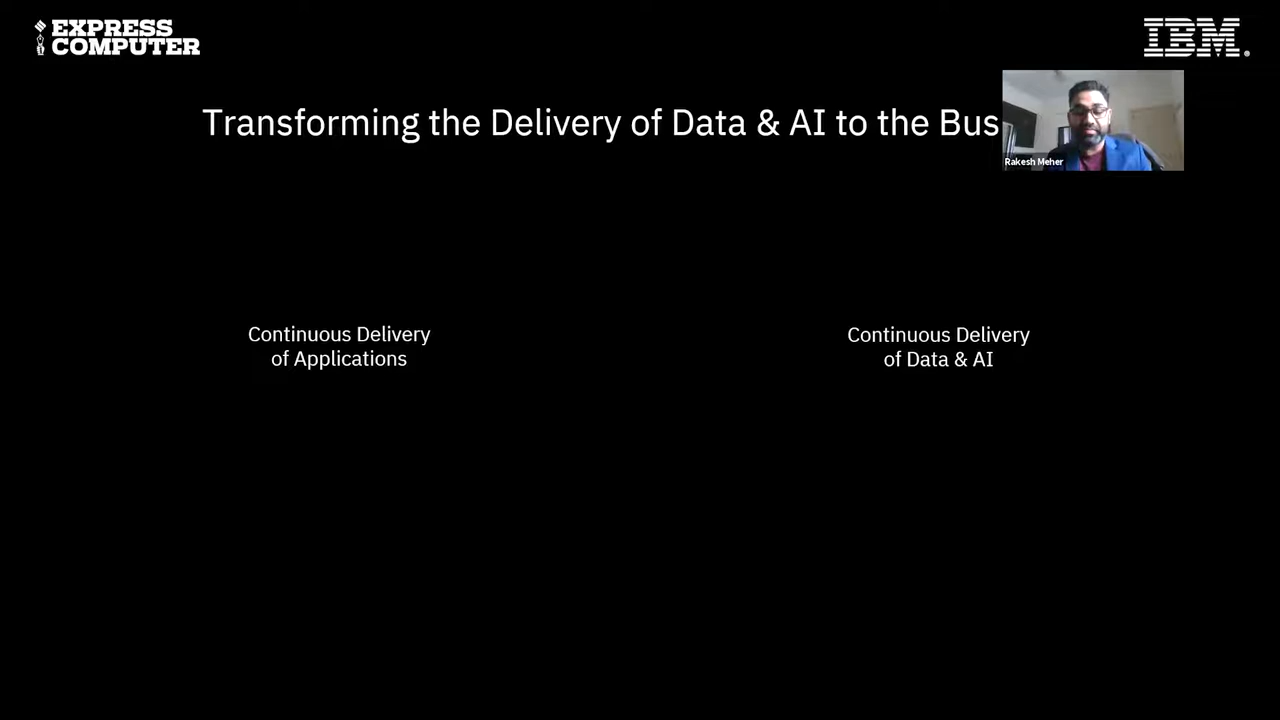 EXPRESS
COMPUTER
IBM
Transforming the Delivery of Data & AI to the Bus
Rakesh Meher
Continuous Delivery
of Applications
Continuous Delivery
of Data & AI